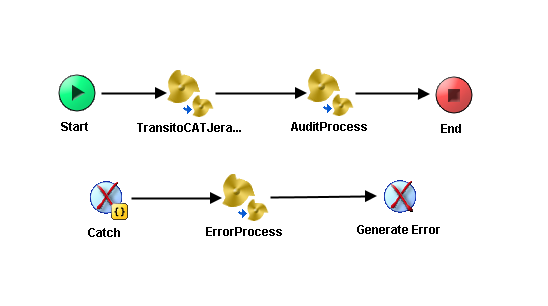 Start
TransitoCATJera...
AuditProcess
End
{}
Catch
ErrorProcess
Generate Error